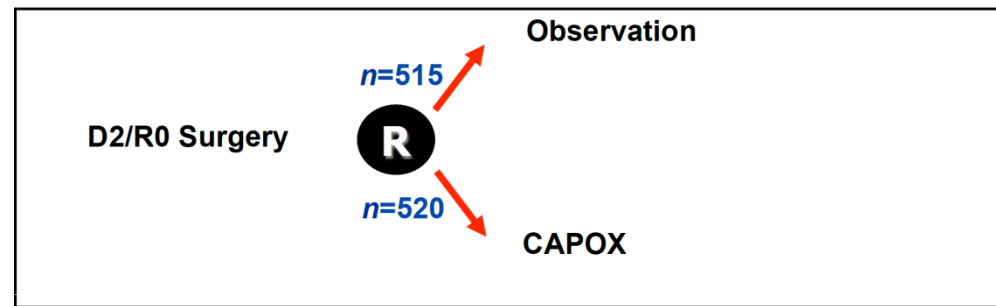 Observation
n=515
D2/R0 Surgery
R
n=520
CAPOX